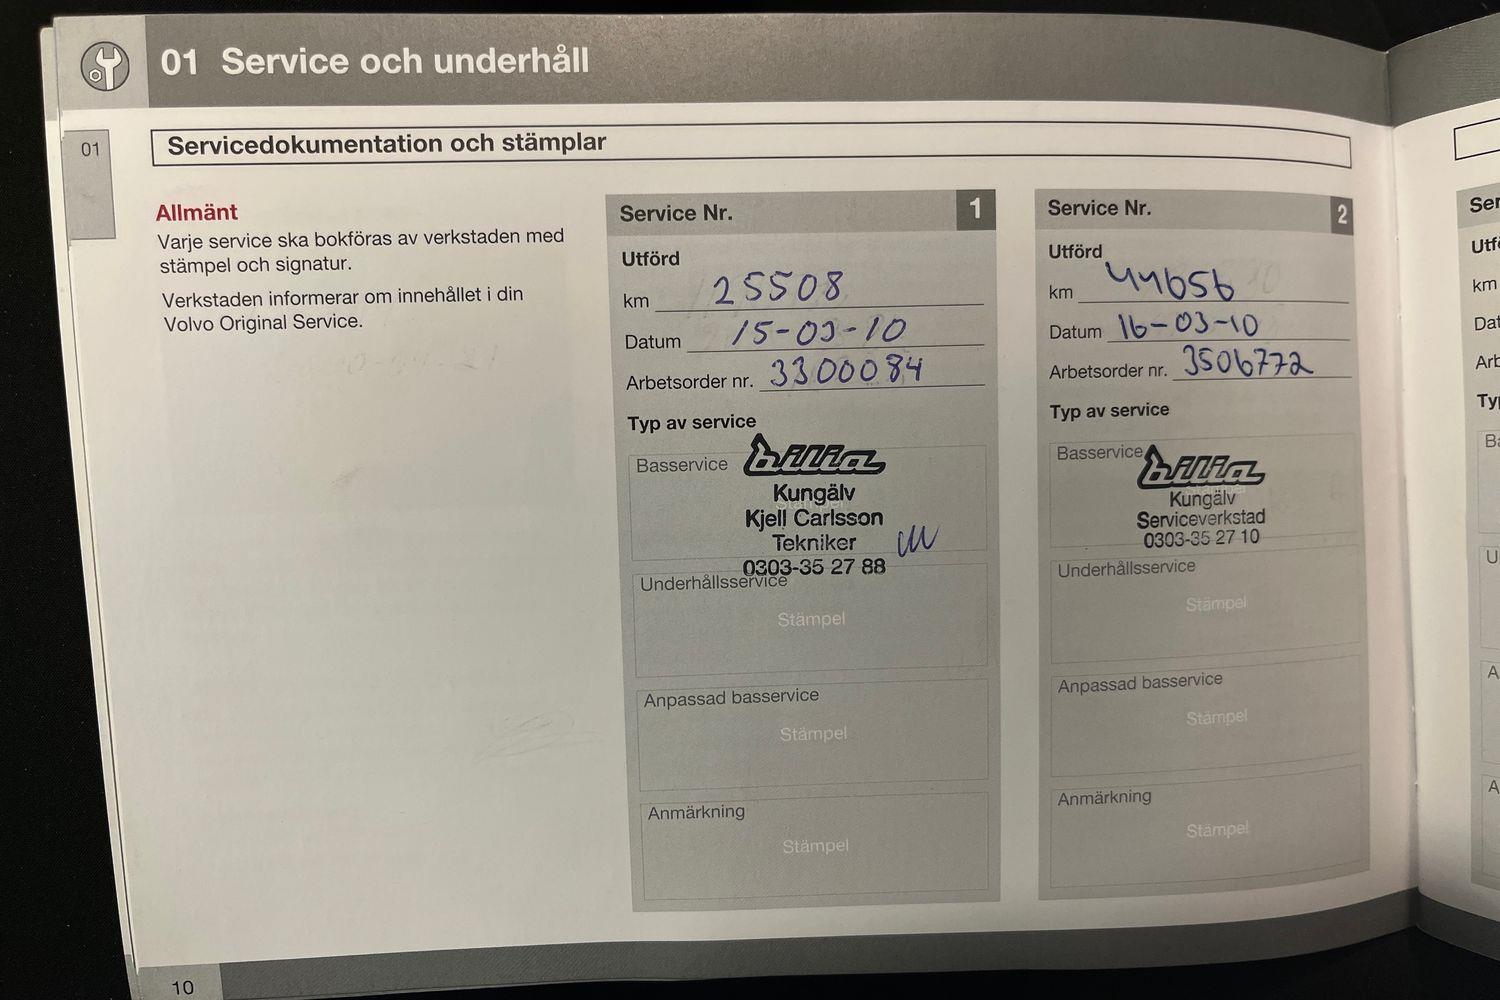 01 Service och underhåll
01
Servicedokumentation och stämplar
Allmänt
Varje service ska bokföras av verkstaden med
stämpel och signatur.
Verkstaden informerar om innehållet i din
Volvo Original Service.
Service Nr. 1
Utförd
km 25508
Datum 15-03-10
Arbetsorder nr. 3300084
Typ av service
Basservice
bilia
Kungälv
Kjell Carlsson
Tekniker
0303-35 27 88
Underhållsservice
Stämpel
Anpassad basservice
Stämpel
Anmärkning
Stämpel
Service Nr. 2
Utförd
km 44656
Datum 16-03-10
Arbetsorder nr. 3506772
Typ av service
Basservice
bilia
Kungälv
Serviceverkstad
0303-35 27 10
Underhållsservice
Stämpel
Anpassad basservice
Stämpel
Anmärkning
Stämpel
km
10